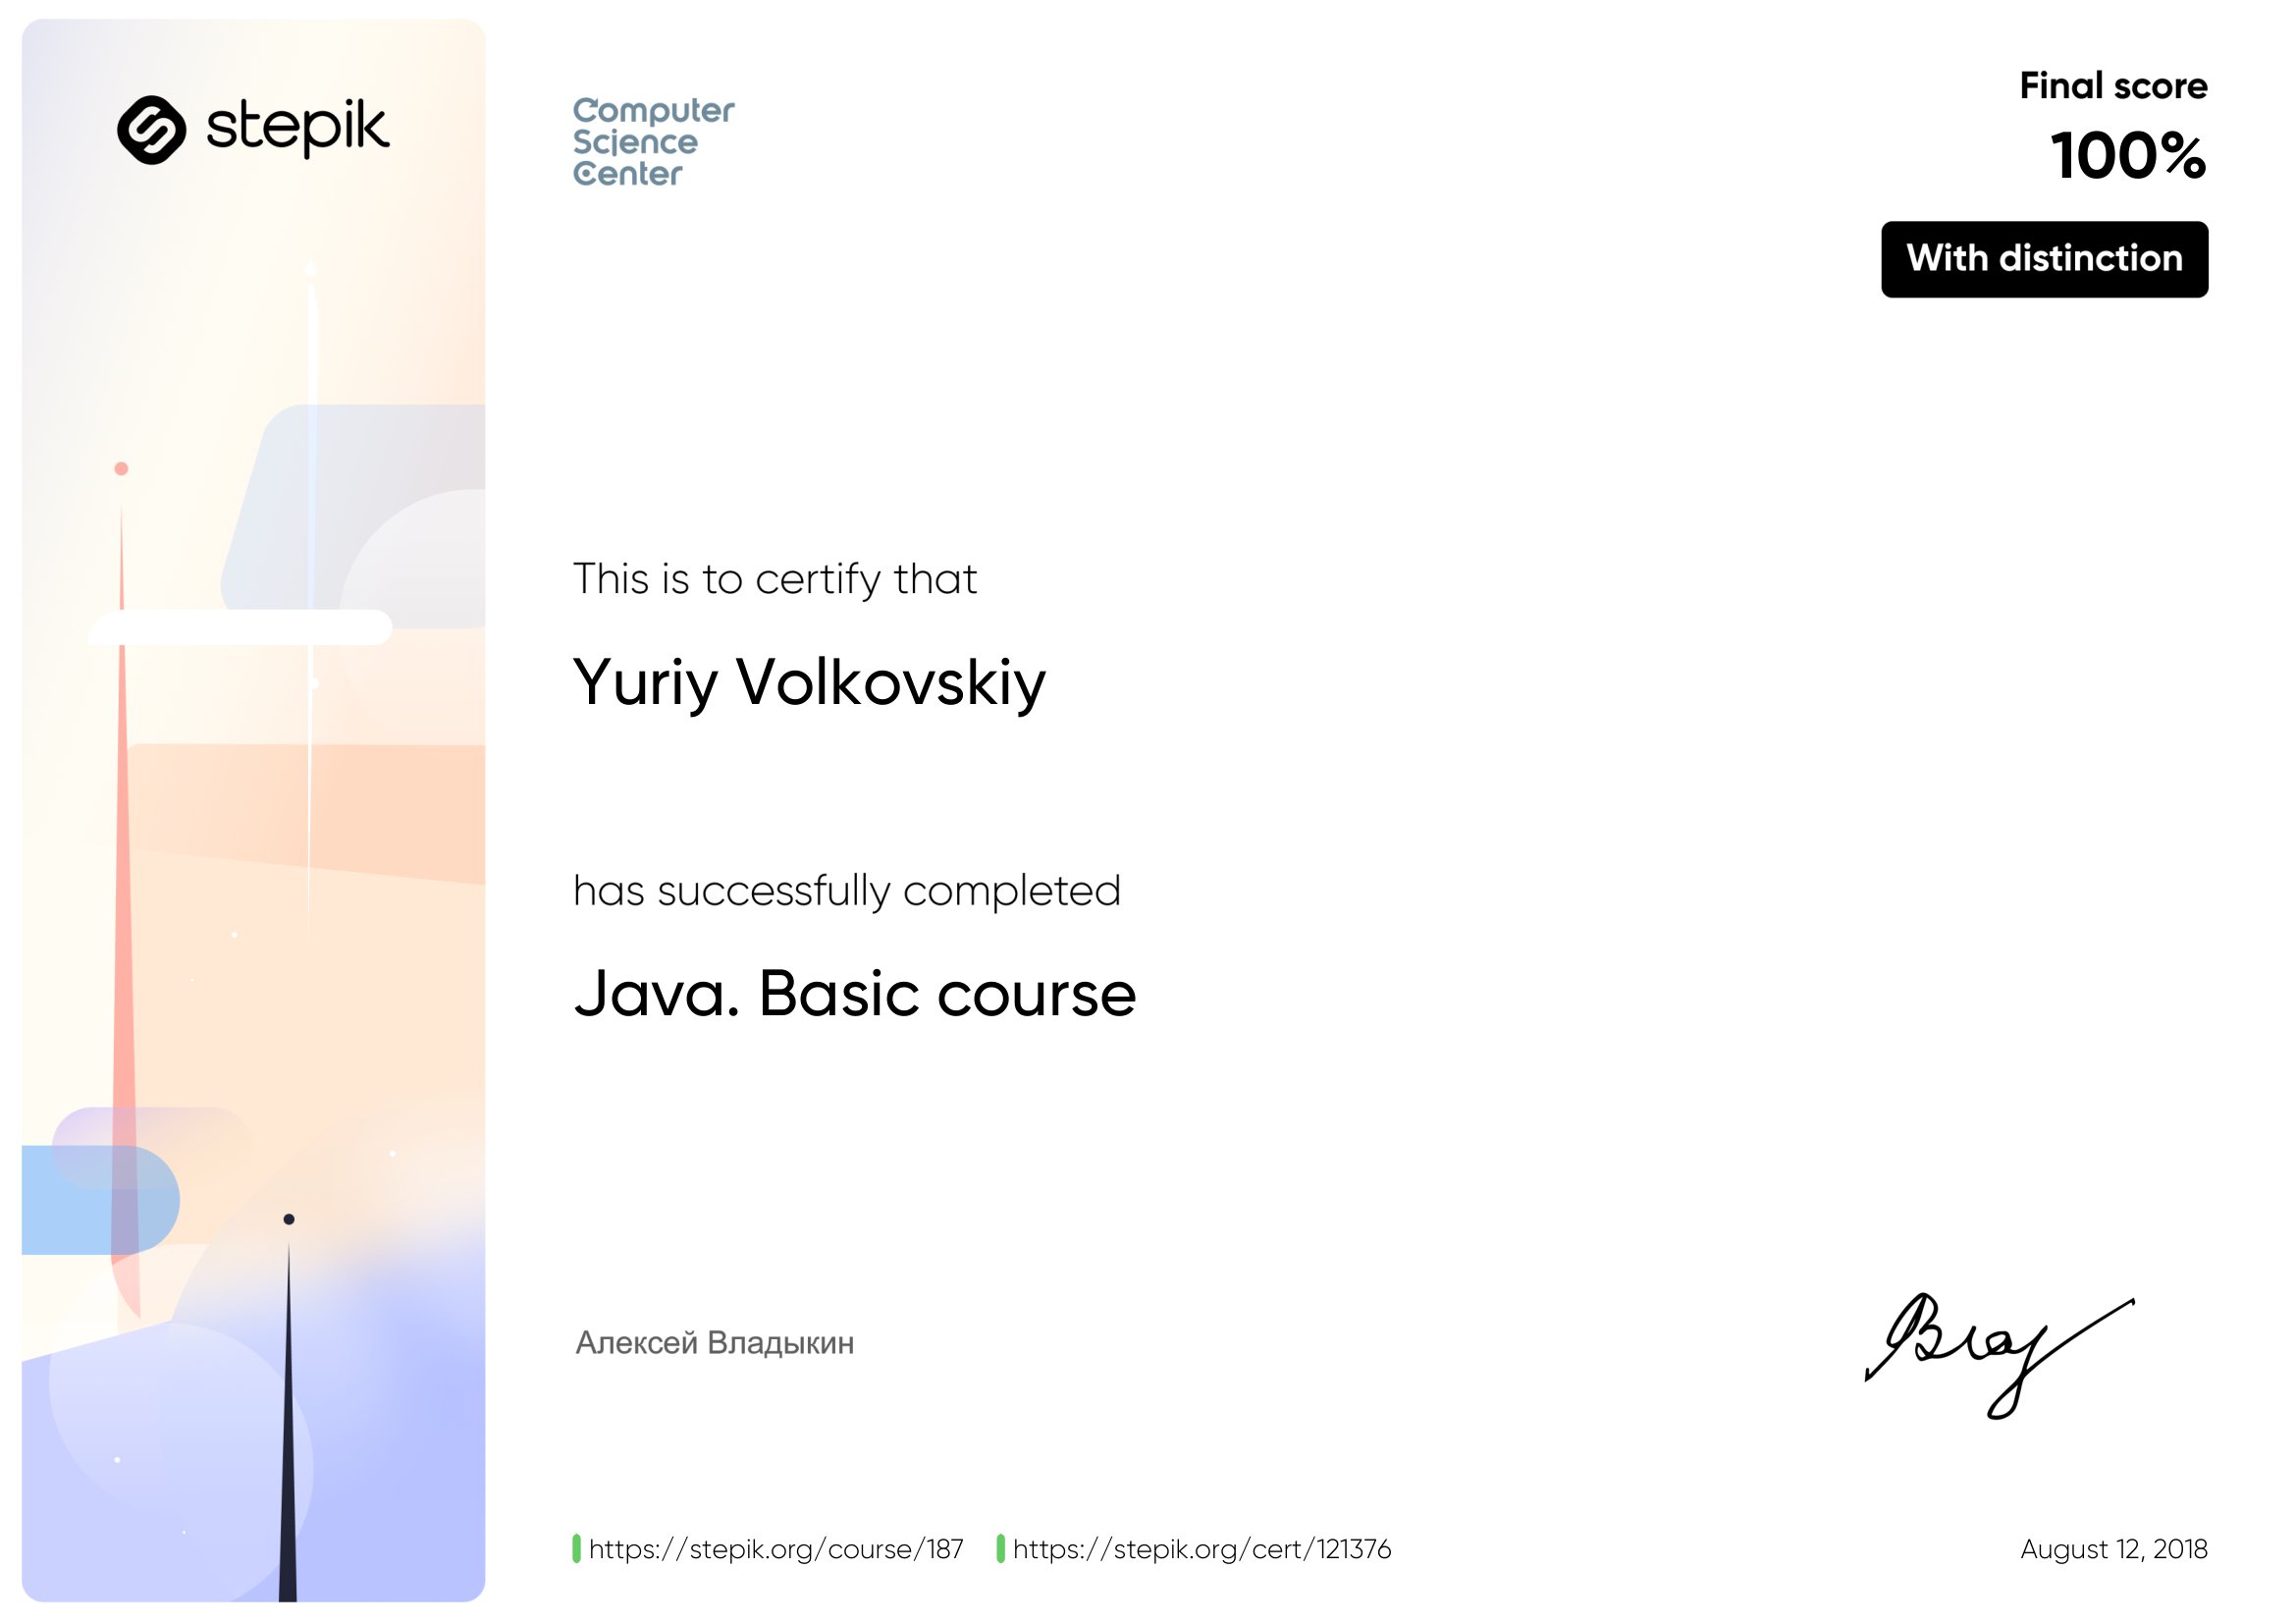 stepik
Computer
Science
Center
Final score
100%
With distinction
This is to certify that
Yuriy Volkovskiy
has successfully completed
Java. Basic course
Алексей Владыкин
https://stepik.org/course/187
https://stepik.org/cert/121376
August 12, 2018